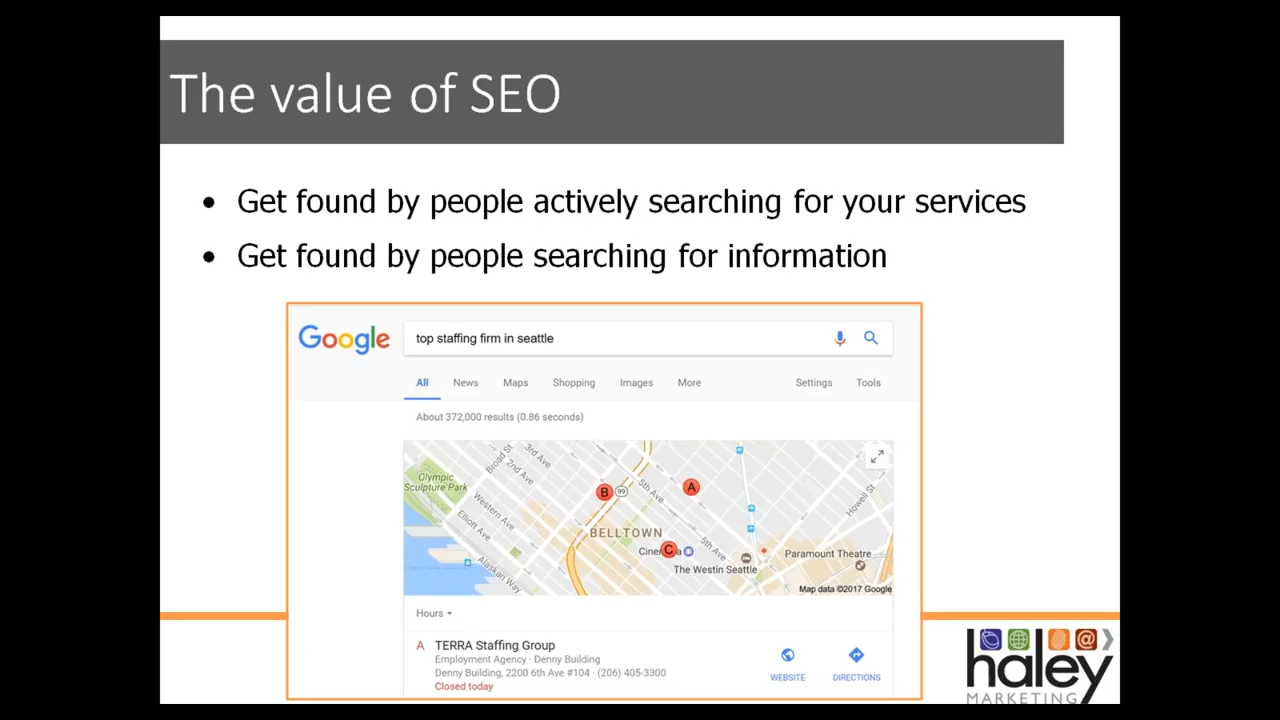 The value of SEO
• Get found by people actively searching for your services
• Get found by people searching for information
Google
top staffing firm in seattle
All News Maps Shopping Images More Settings Tools
About 372,000 results (0.86 seconds)
Broad St
3rd Ave
2nd Ave
Olympic
Sculpture Park
Western Ave
Elliott Ave
Alaskan Way
B
99
5th Ave
A
Howell St
BELLTOWN
C
5th Ave
The Westin Seattle
Paramount Theatre
Map data ©2017 Google
Hours
A TERRA Staffing Group
Employment Agency · Denny Building
Denny Building, 2200 6th Ave #104 · (206) 405-3300
Closed today
WEBSITE DIRECTIONS
haley
MARKETING